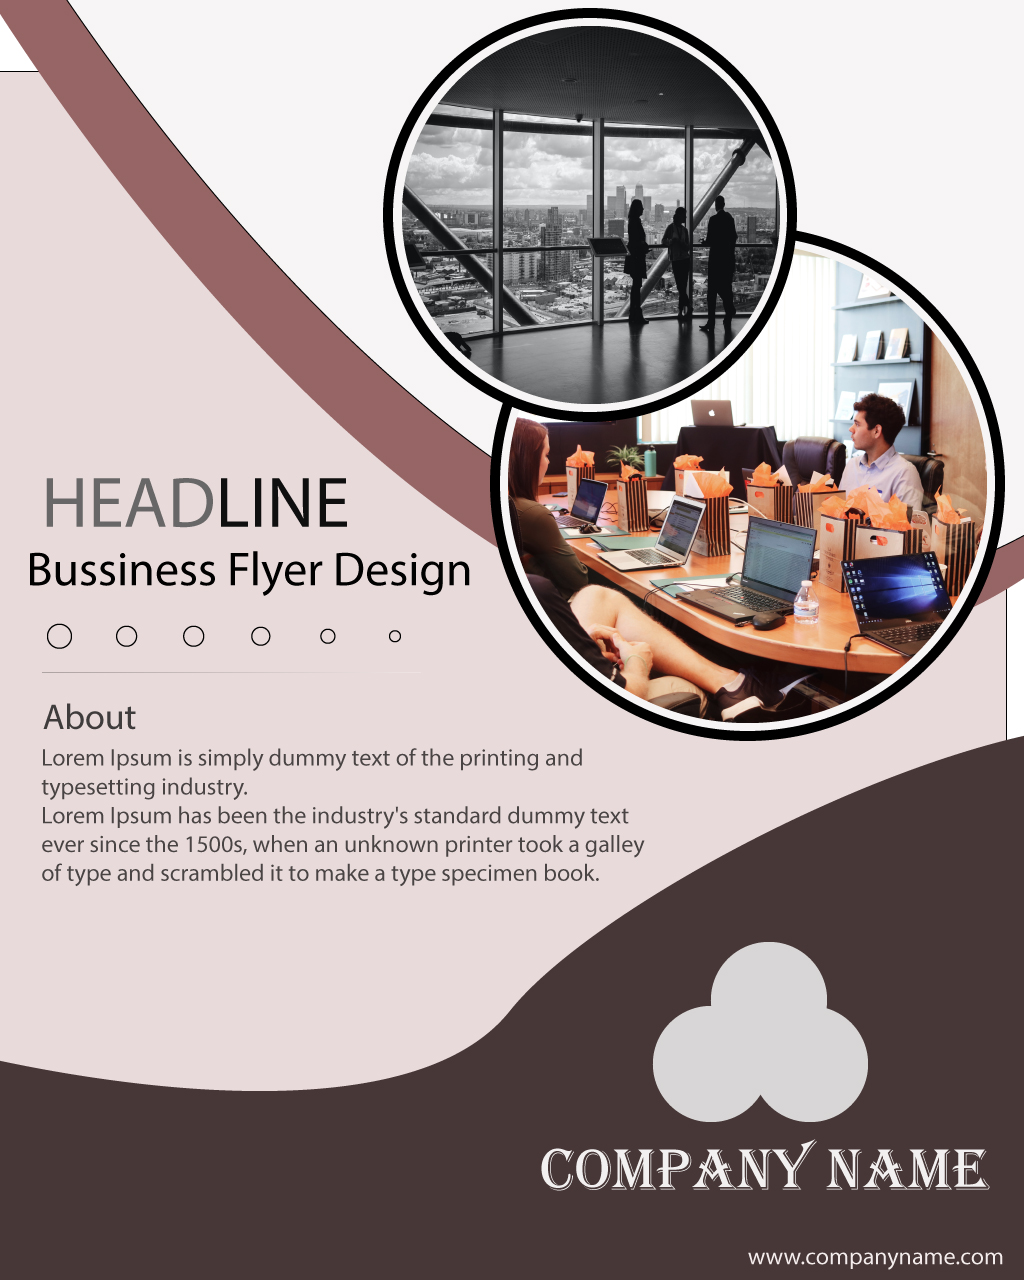 HEADLINE
Bussiness Flyer Design
About
Lorem Ipsum is simply dummy text of the printing and
typesetting industry.
Lorem Ipsum has been the industry's standard dummy text
ever since the 1500s, when an unknown printer took a galley
of type and scrambled it to make a type specimen book.
COMPANY NAME
www.companyname.com